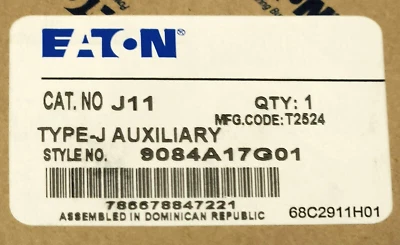 EATON
CAT. NO J11 QTY: 1
MFG.CODE: T2524
TYPE-J AUXILIARY
STYLE NO. 9084A17G01
786678847221
ASSEMBLED IN DOMINICAN REPUBLIC
68C2911H01